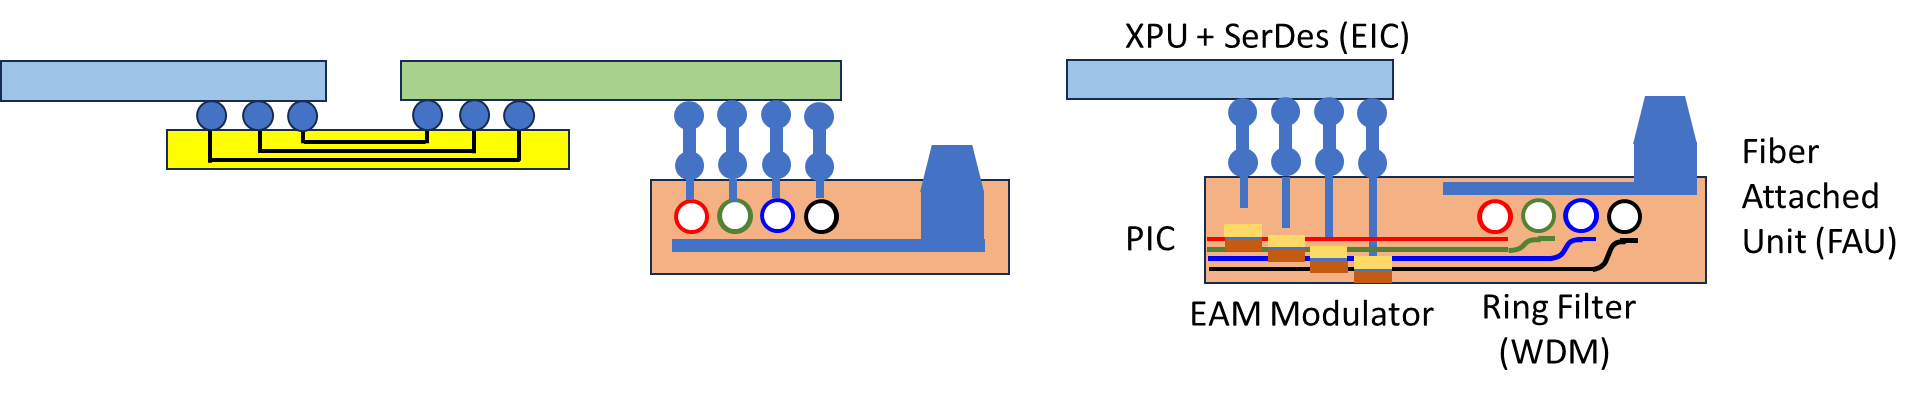 XPU + SerDes (EIC)
Fiber
Attached
Unit (FAU)
PIC
EAM Modulator
Ring Filter
(WDM)